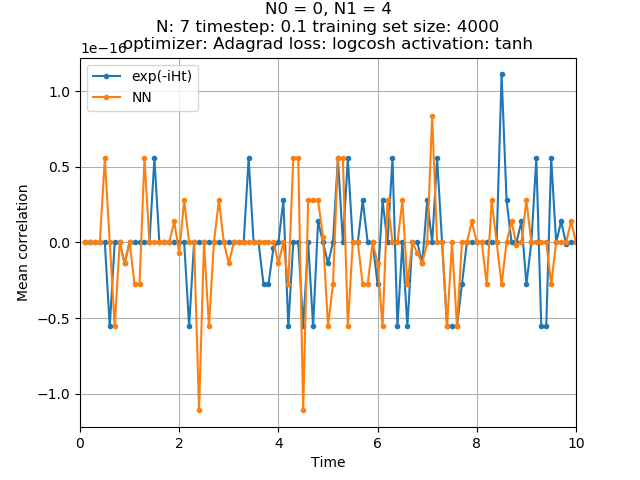 N0 = 0, N1 = 4
N: 7 timestep: 0.1 training set size: 4000
optimizer: Adagrad loss: logcosh activation: tanh
1e−16
exp(-iHt)
NN
1.0
0.5
0.0
−0.5
−1.0
Mean correlation
0 2 4 6 8 10
Time